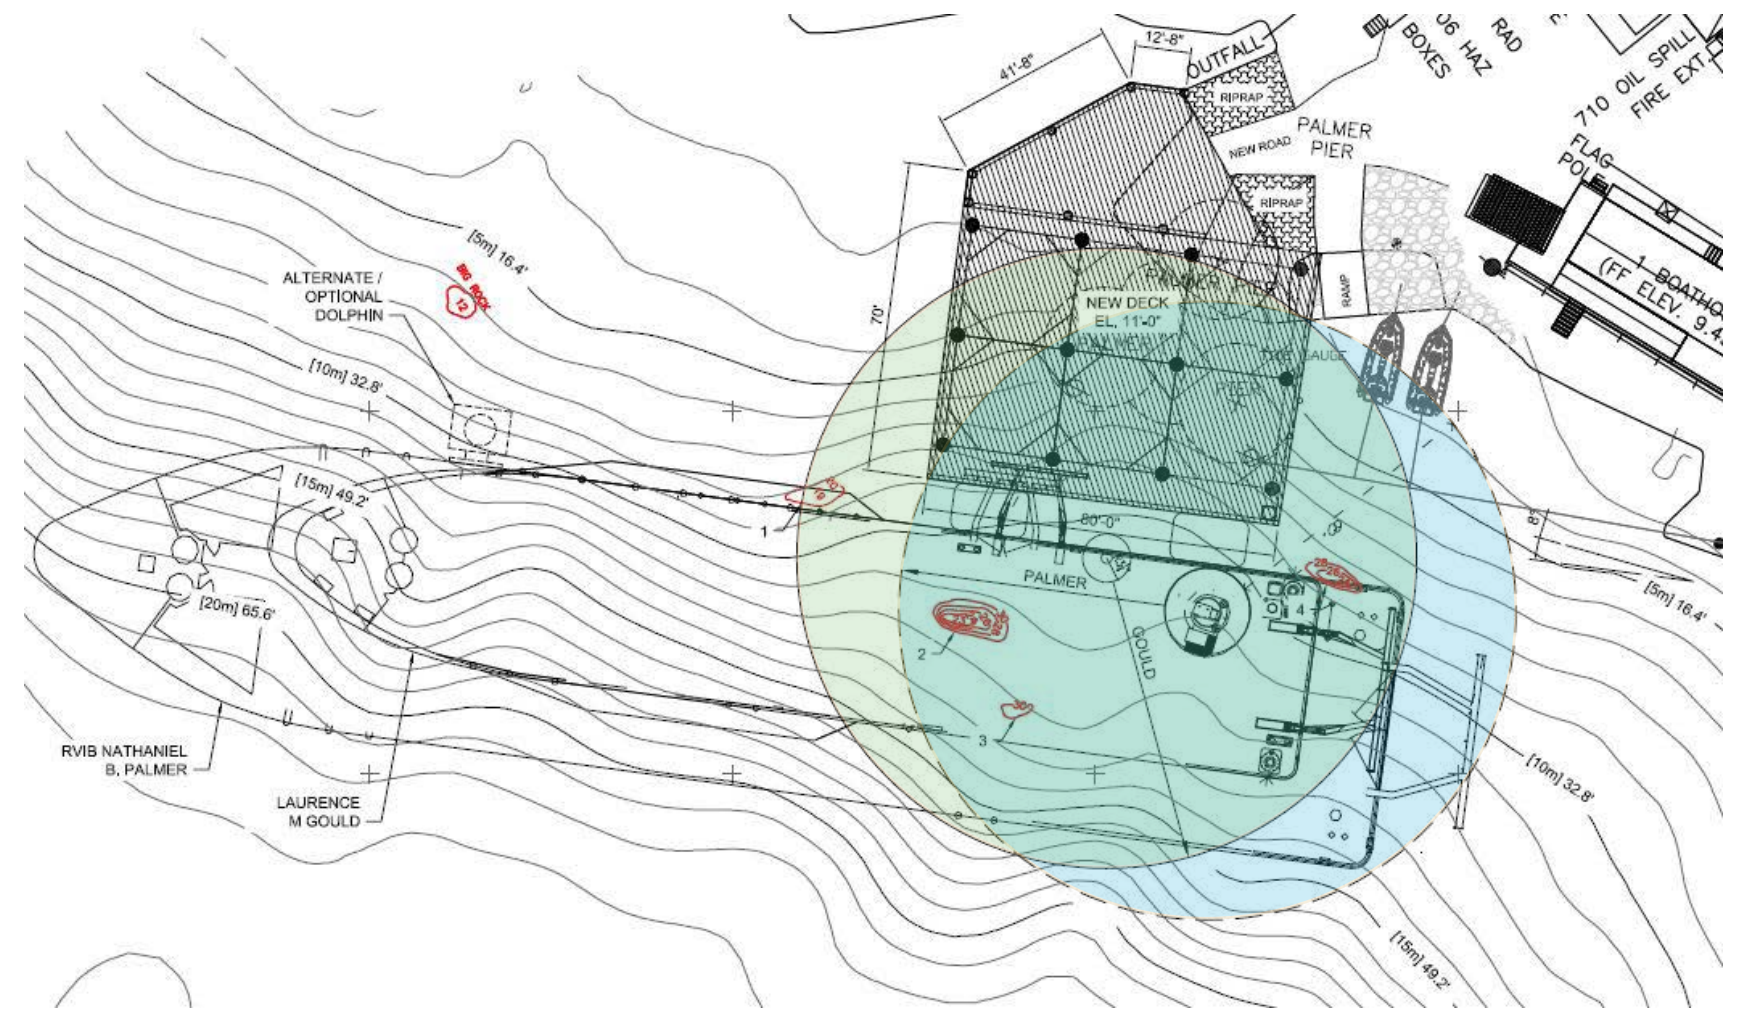 12'-8"
OUTFALL
RIPRAP
06 HAZ
BOXES
RAD
710 OIL SPILL
FIRE EXT.
41'-8"
PALMER
PIER
NEW ROAD
FLAG
POLE
RIPRAP
[5m] 16.4'
BIG ROCK
12
ALTERNATE /
OPTIONAL
DOLPHIN
70'
RAMP
1 BOATHO
(FF ELEV. 9.4
NEW DECK
EL. 11'-0"
GAUGE
[10m] 32.8'
[15m] 49.2'
1
80'-0"
8'
PALMER
[5m] 16.4'
[20m] 65.6'
4
2
GOULD
3
RVIB NATHANIEL
B. PALMER
LAURENCE
M GOULD
[10m] 32.8'
[15m] 49.2'